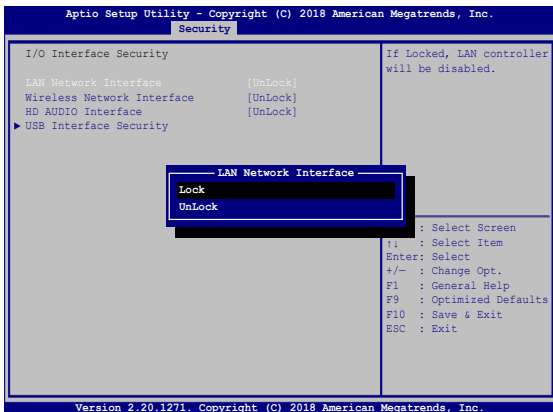 Aptio Setup Utility – Copyright (C) 2018 American Megatrends, Inc.
Security
I/O Interface Security
LAN Network Interface [UnLock]
Wireless Network Interface [UnLock]
HD AUDIO Interface [UnLock]
USB Interface Security
If Locked, LAN controller
will be disabled.
LAN Network Interface
Lock
UnLock
: Select Screen
↑↓ : Select Item
Enter: Select
+/— : Change Opt.
F1 : General Help
F9 : Optimized Defaults
F10 : Save & Exit
ESC : Exit
Version 2.20.1271. Copyright (C) 2018 American Megatrends, Inc.